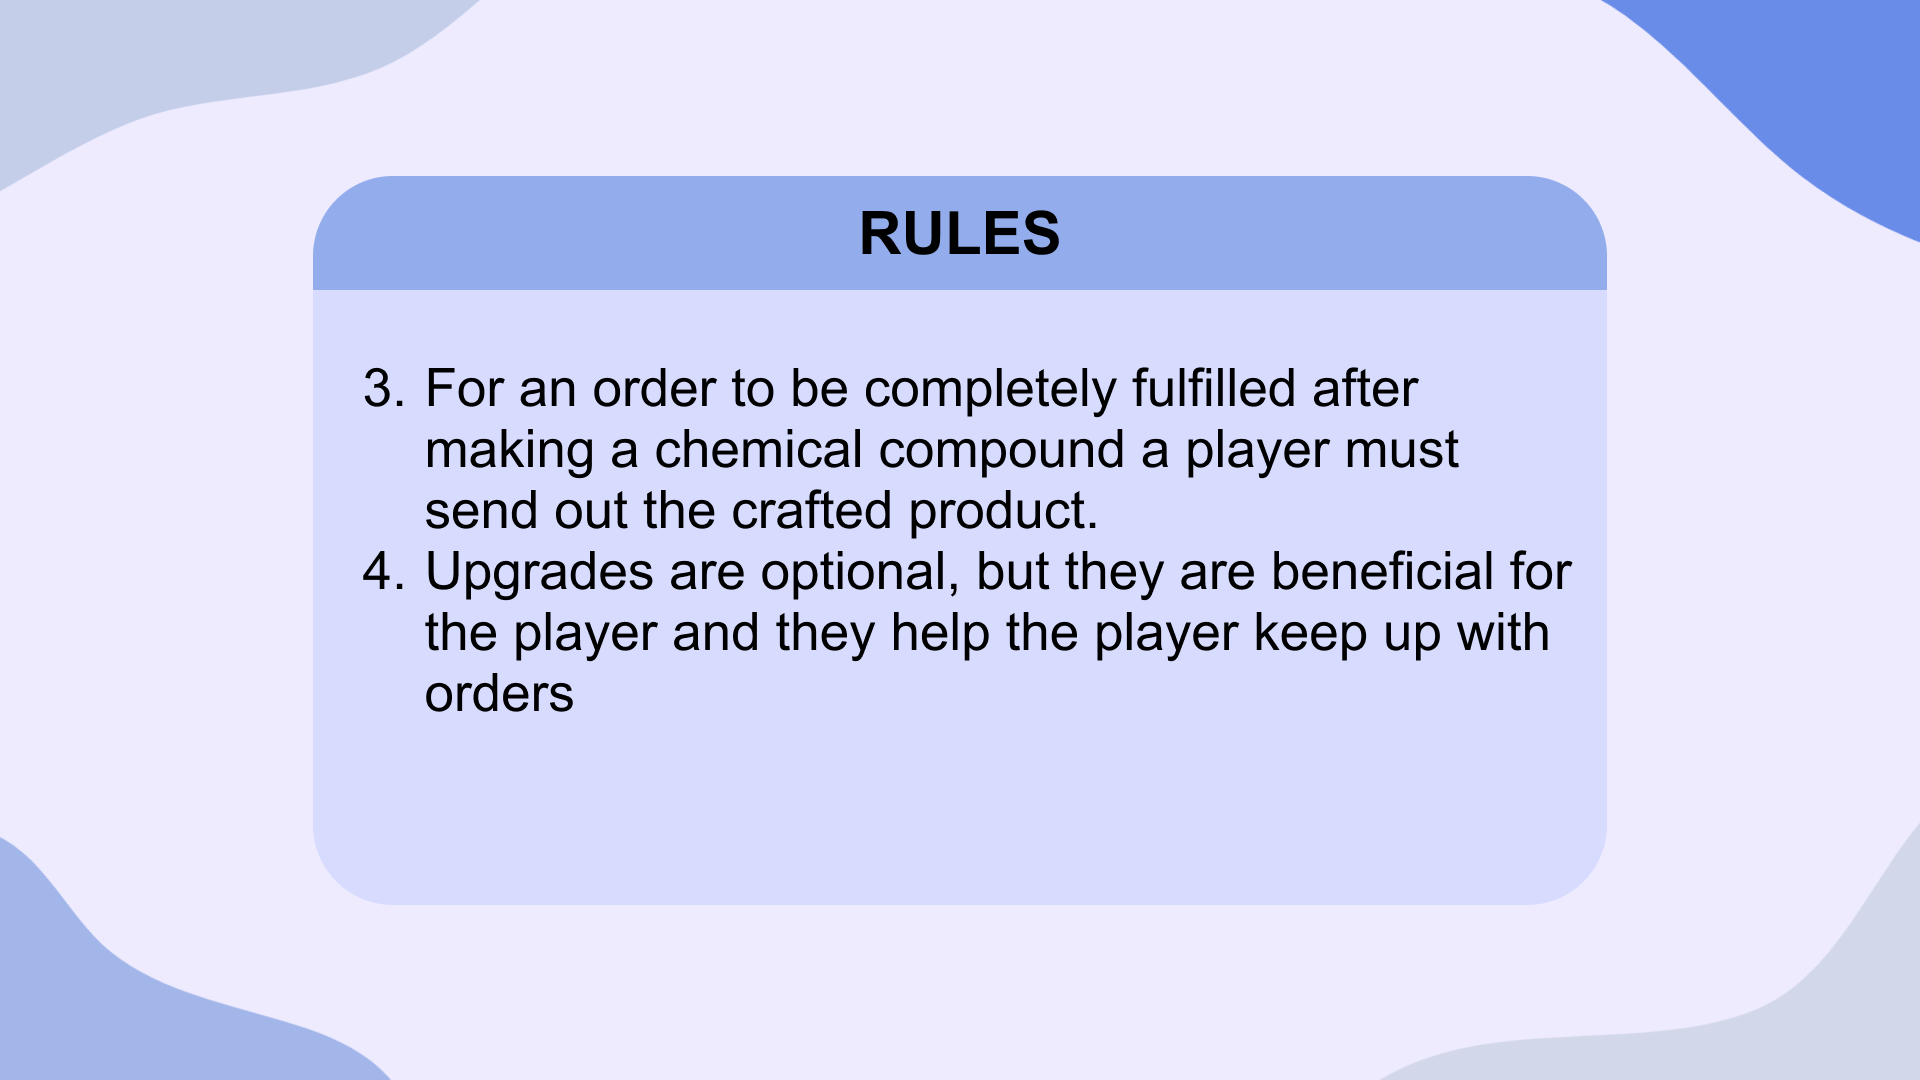 RULES
3. For an order to be completely fulfilled after
making a chemical compound a player must
send out the crafted product.
4. Upgrades are optional, but they are beneficial for
the player and they help the player keep up with
orders